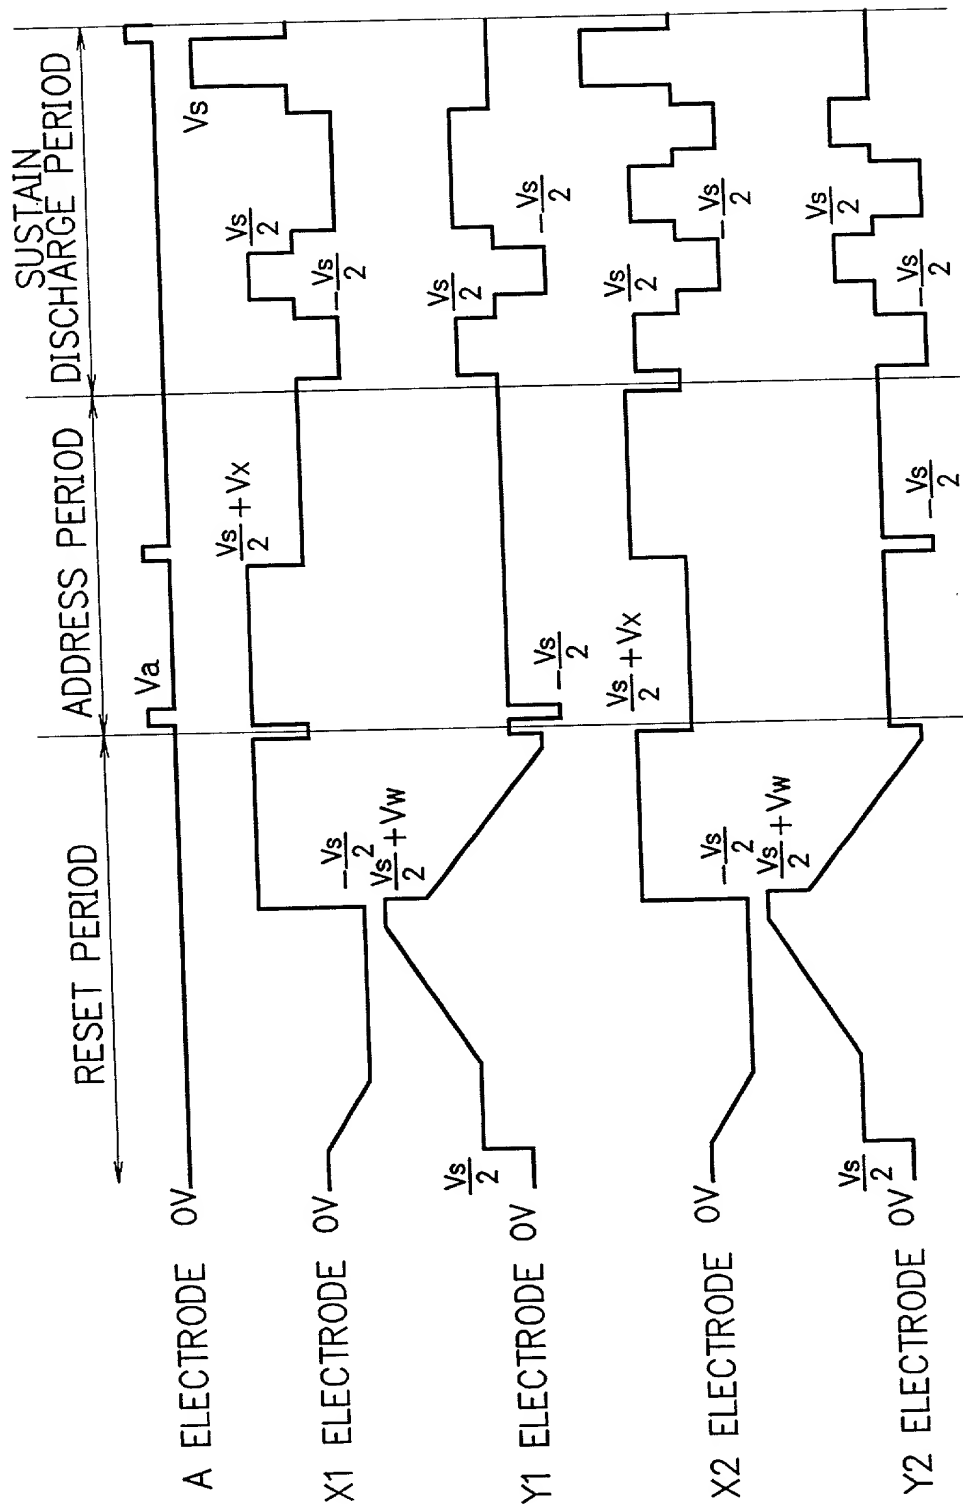 RESET PERIOD
ADDRESS PERIOD
SUSTAIN
DISCHARGE PERIOD
A ELECTRODE 0V
Va
X1 ELECTRODE 0V
-Vs/2
Vs/2+Vx
-Vs/2
Vs/2
Vs
Y1 ELECTRODE 0V
Vs/2
Vs/2+Vw
-Vs/2
Vs/2
-Vs/2
X2 ELECTRODE 0V
-Vs/2
Vs/2+Vx
Vs/2
-Vs/2
Y2 ELECTRODE 0V
Vs/2
Vs/2+Vw
-Vs/2
-Vs/2
Vs/2